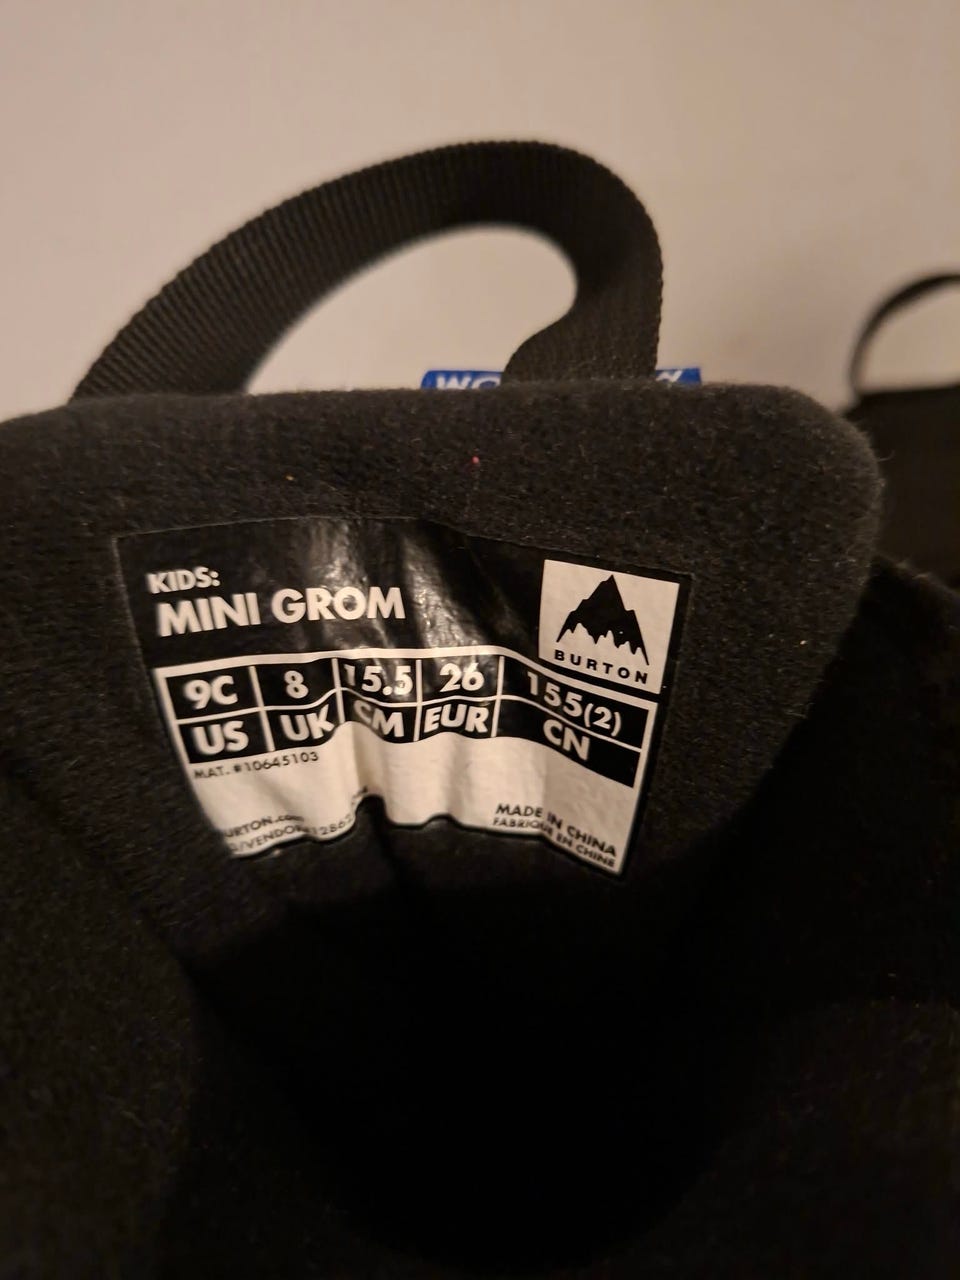 KIDS:
MINI GROM
BURTON
9C 8 15.5 26 155(2)
US UK CM EUR CN
MAT. #10645103
MADE IN CHINA
FABRIQUÉ EN CHINE